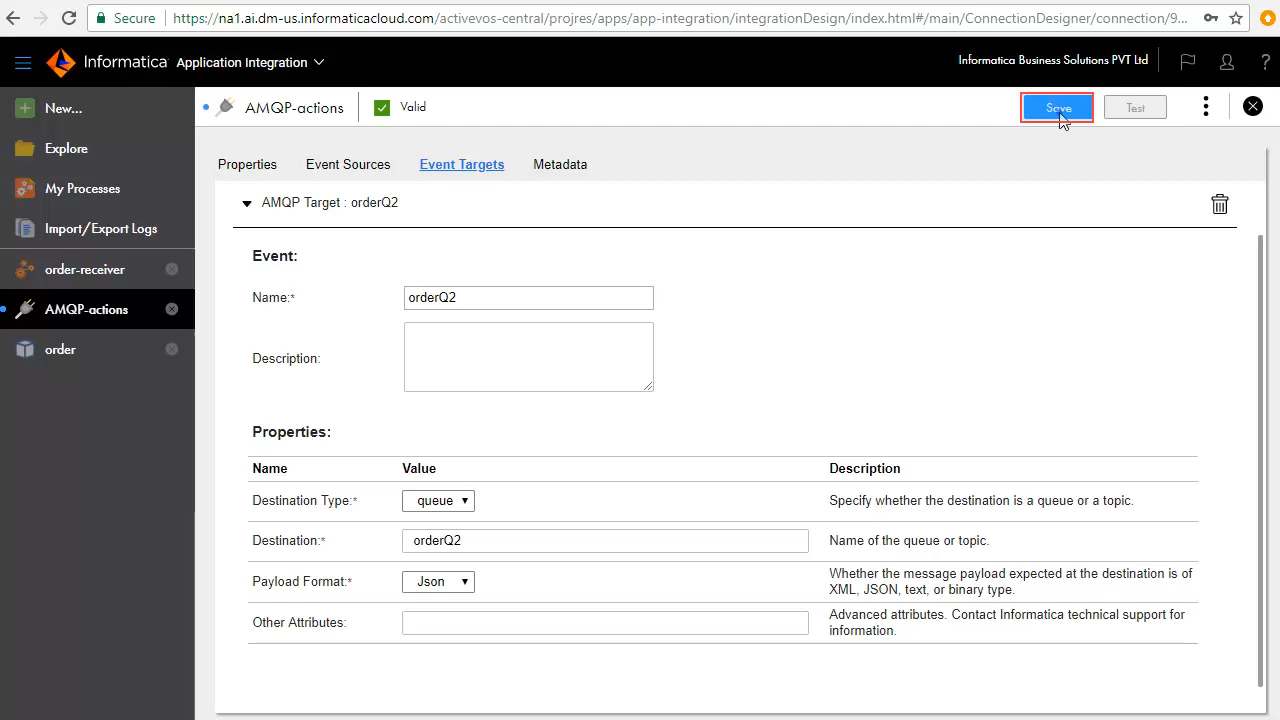 Secure https://na1.ai.dm-us.informaticacloud.com/activevos-central/projres/apps/app-integration/integrationDesign/index.html#/main/ConnectionDesigner/connection/9...
Informatica Application Integration
Informatica Business Solutions PVT Ltd
?
New...
Explore
My Processes
Import/Export Logs
order-receiver
AMQP-actions
order
AMQP-actions
Valid
Save
Test
Properties
Event Sources
Event Targets
Metadata
AMQP Target : orderQ2
Event:
Name:* orderQ2
Description:
Properties:
Name Value Description
Destination Type:* queue Specify whether the destination is a queue or a topic.
Destination:* orderQ2 Name of the queue or topic.
Payload Format:* Json Whether the message payload expected at the destination is of
XML, JSON, text, or binary type.
Other Attributes: Advanced attributes. Contact Informatica technical support for
information.